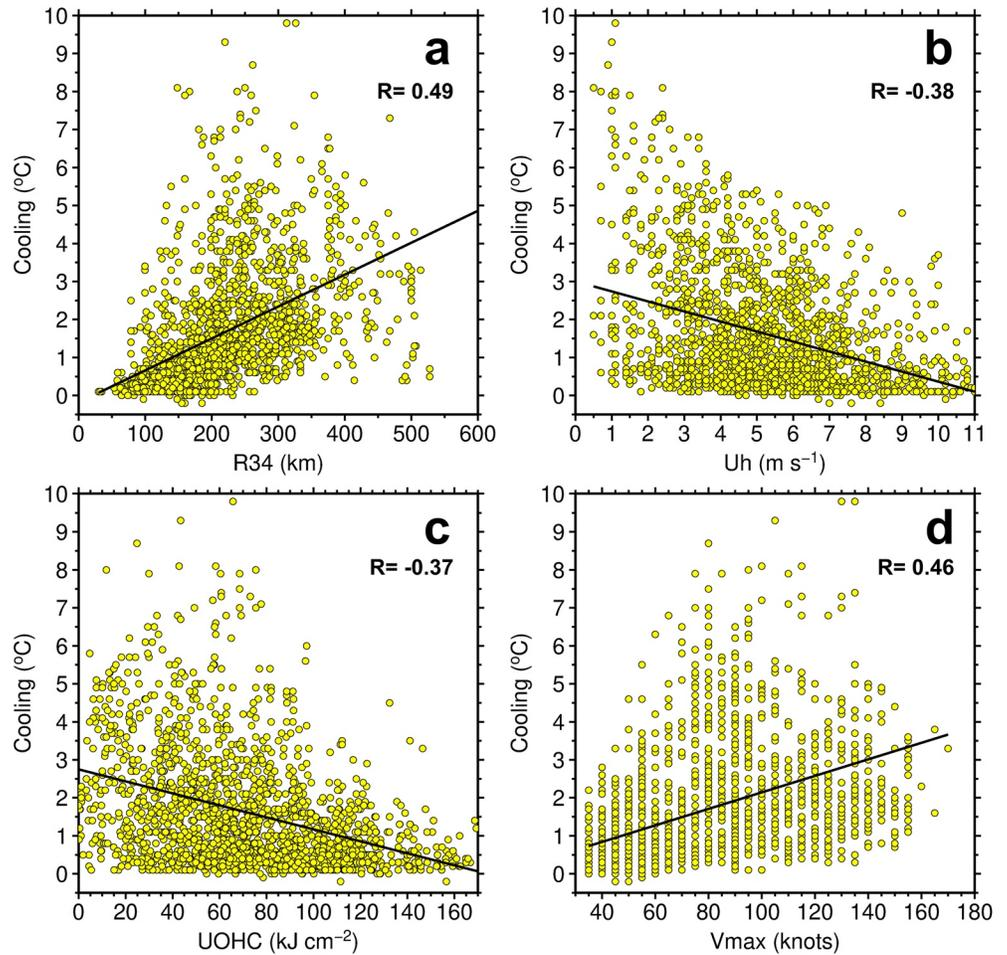 10
9
8
7
6
5
4
3
2
1
0
Cooling (ºC)
a
R= 0.49
0 100 200 300 400 500 600
R34 (km)
10
9
8
7
6
5
4
3
2
1
0
Cooling (ºC)
b
R= -0.38
0 1 2 3 4 5 6 7 8 9 10 11
Uh (m s⁻¹)
10
9
8
7
6
5
4
3
2
1
0
Cooling (ºC)
c
R= -0.37
0 20 40 60 80 100 120 140 160
UOHC (kJ cm⁻²)
10
9
8
7
6
5
4
3
2
1
0
Cooling (ºC)
d
R= 0.46
40 60 80 100 120 140 160 180
Vmax (knots)